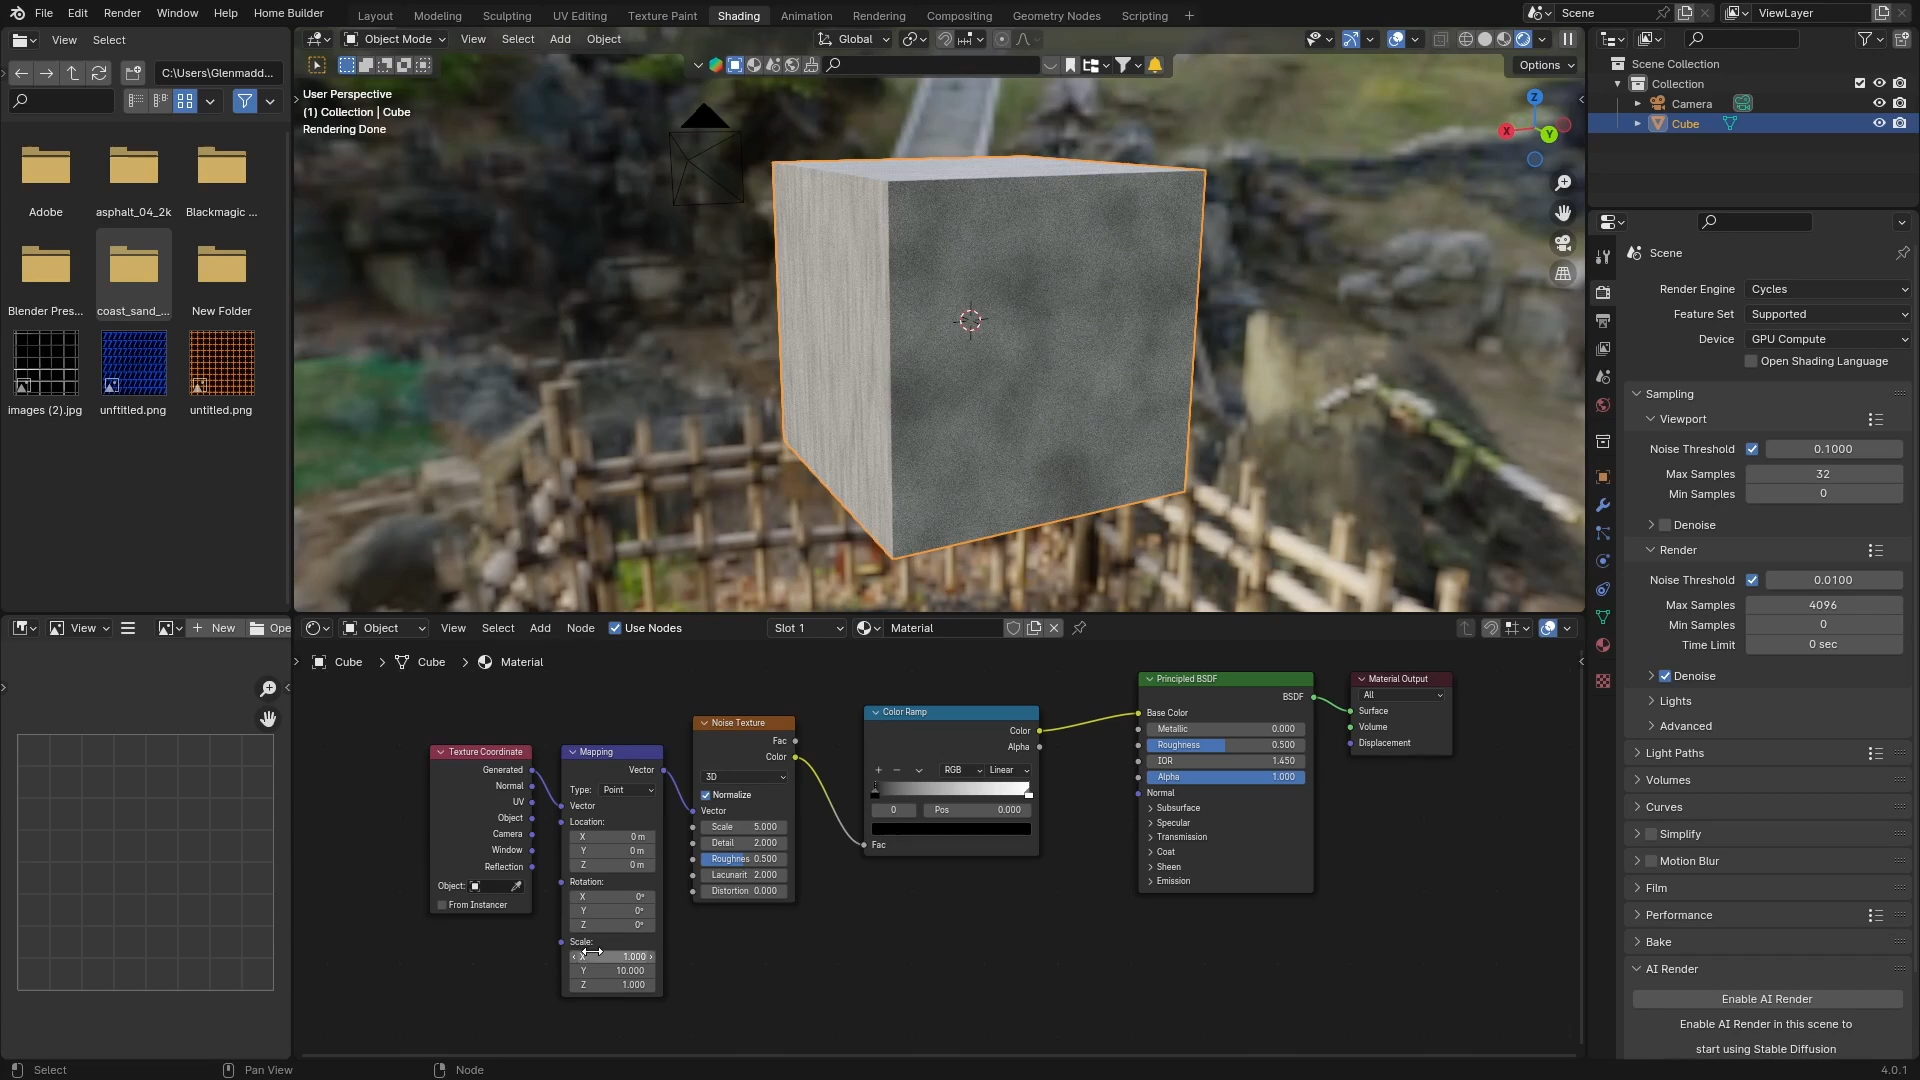 File Edit Render Window Help Home Builder
Layout Modeling Sculpting UV Editing Texture Paint Shading Animation Rendering Compositing Geometry Nodes Scripting +
Scene
ViewLayer
View Select
C:\Users\Glenmadd...
Adobe
asphalt_04_2k
Blackmagic ...
Blender Pres...
coast_sand_...
New Folder
images (2).jpg
unftitled.png
untitled.png
Object Mode View Select Add Object
Global
Options
User Perspective
(1) Collection | Cube
Rendering Done
Z
X
Y
Scene Collection
Collection
Camera
Cube
Scene
Render Engine Cycles
Feature Set Supported
Device GPU Compute
Open Shading Language
Sampling
Viewport
Noise Threshold 0.1000
Max Samples 32
Min Samples 0
Denoise
Render
Noise Threshold 0.0100
Max Samples 4096
Min Samples 0
Time Limit 0 sec
Denoise
Lights
Advanced
Light Paths
Volumes
Curves
Simplify
Motion Blur
Film
Performance
Bake
AI Render
Enable AI Render
Enable AI Render in this scene to
start using Stable Diffusion
View
New
Ope
Object View Select Add Node Use Nodes
Slot 1
Material
Cube > Cube > Material
Texture Coordinate
Generated
Normal
UV
Object
Camera
Window
Reflection
Object:
From Instancer
Mapping
Vector
Type: Point
Vector
Location:
X 0 m
Y 0 m
Z 0 m
Rotation:
X 0°
Y 0°
Z 0°
Scale:
X 1.000
Y 10.000
Z 1.000
Noise Texture
Fac
Color
3D
Normalize
Vector
Scale 5.000
Detail 2.000
Roughnes 0.500
Lacunarit 2.000
Distortion 0.000
Color Ramp
Color
Alpha
+ − RGB Linear
0 Pos 0.000
Fac
Principled BSDF
BSDF
Base Color
Metallic 0.000
Roughness 0.500
IOR 1.450
Alpha 1.000
Normal
Subsurface
Specular
Transmission
Coat
Sheen
Emission
Material Output
All
Surface
Volume
Displacement
Select
Pan View
Node
4.0.1